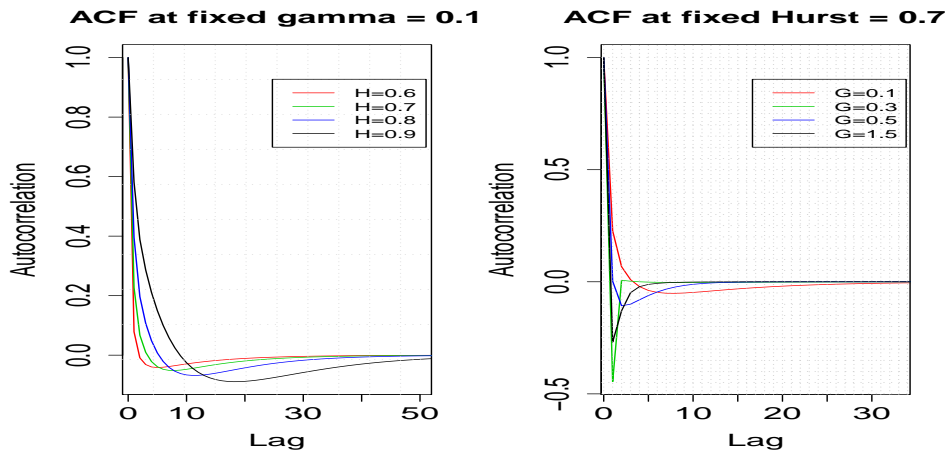 ACF at fixed gamma = 0.1
Autocorrelation
1.0
0.8
0.6
0.4
0.2
0.0
H=0.6
H=0.7
H=0.8
H=0.9
0 10 30 50
Lag
ACF at fixed Hurst = 0.7
Autocorrelation
1.0
0.5
0.0
-0.5
G=0.1
G=0.3
G=0.5
G=1.5
0 10 20 30
Lag